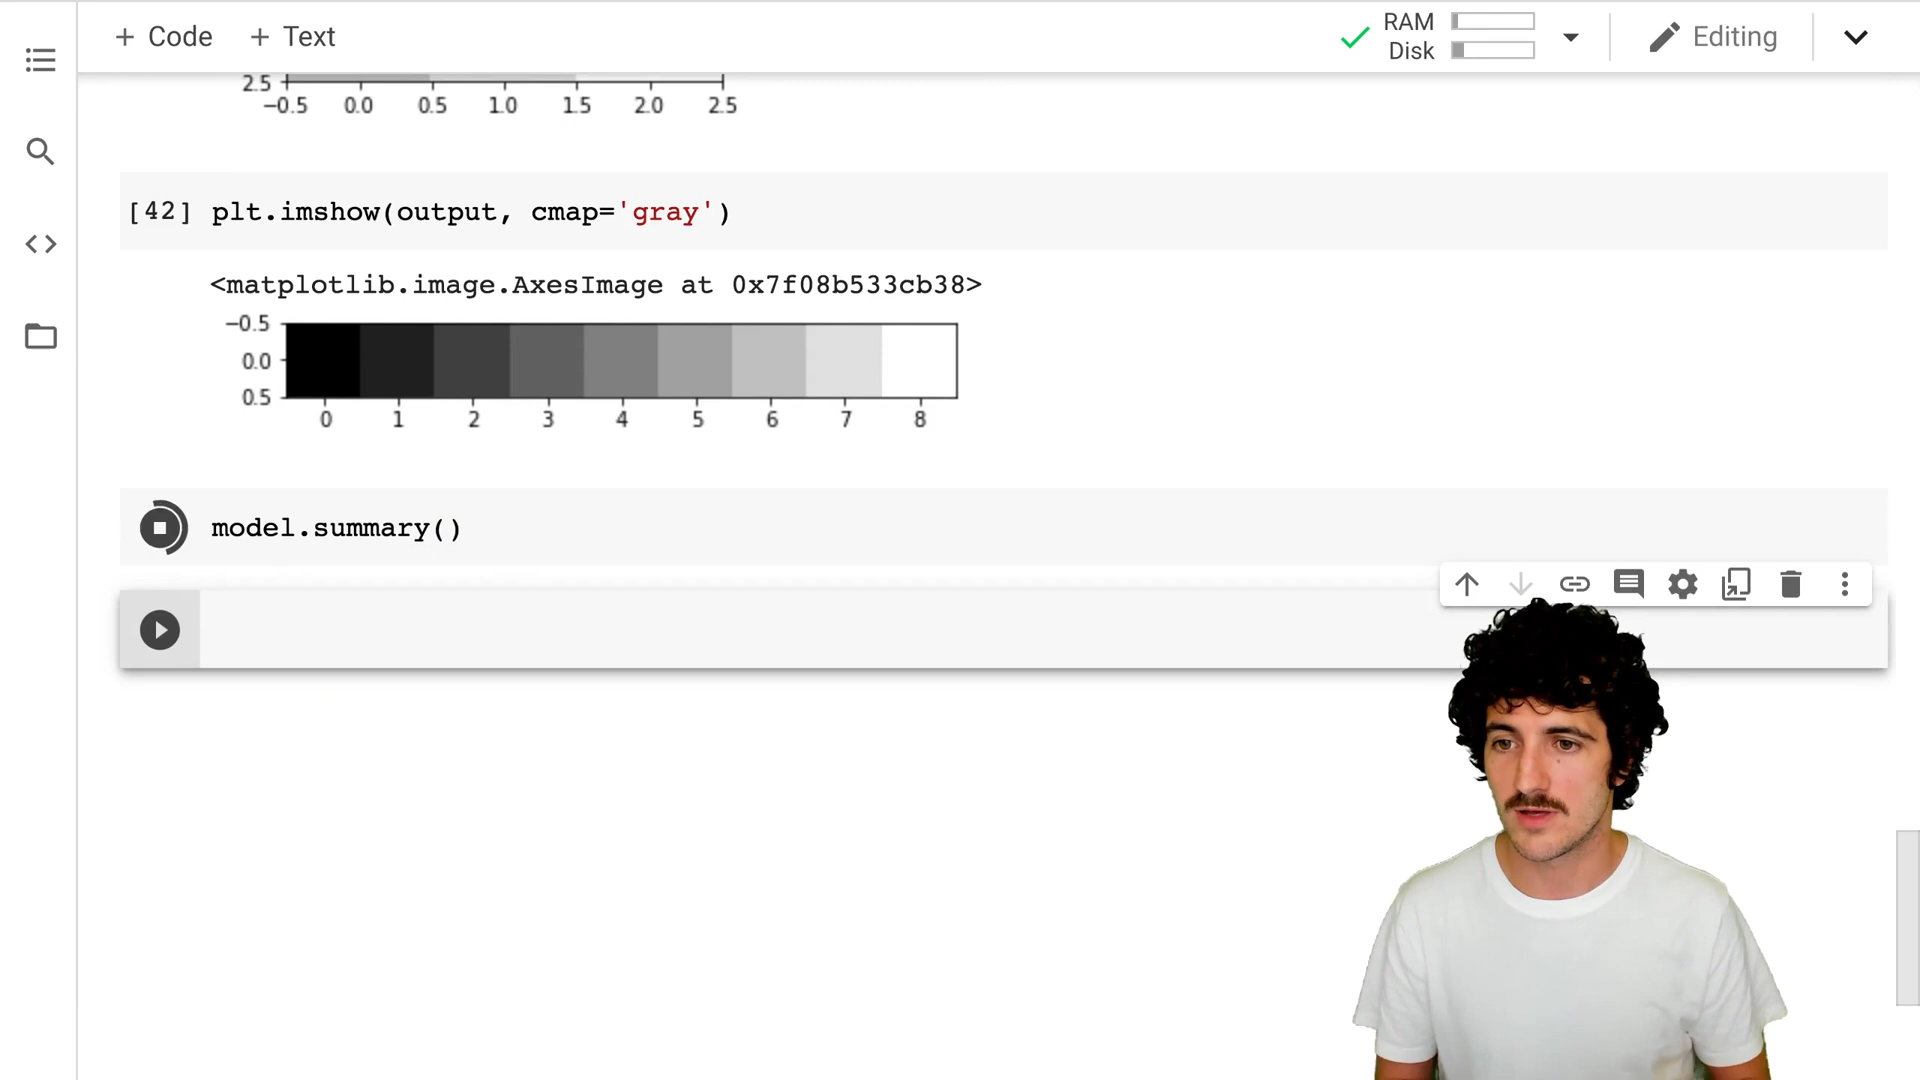 + Code + Text
RAM
Disk
Editing
2.5
−0.5 0.0 0.5 1.0 1.5 2.0 2.5
[42] plt.imshow(output, cmap='gray')
<matplotlib.image.AxesImage at 0x7f08b533cb38>
−0.5
0.0
0.5
0 1 2 3 4 5 6 7 8
model.summary()